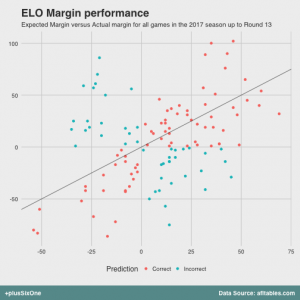 ELO Margin performance
Expected Margin versus Actual margin for all games in the 2017 season up to Round 13
100
50
0
-50
-50
-25
0
25
50
75
Prediction Correct Incorrect
+plusSixOne
Data Source: afltables.com